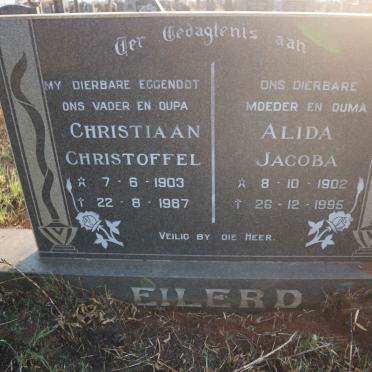 Ter Gedagtenis aan
MY DIERBARE EGGENOOT
ONS VADER EN OUPA
CHRISTIAAN
CHRISTOFFEL
☆ 7-6-1903
✝ 22-8-1987
ONS DIERBARE
MOEDER EN OUMA
ALIDA
JACOBA
☆ 8-10-1902
✝ 26-12-1995
VEILIG BY DIE HEER.
EILERD